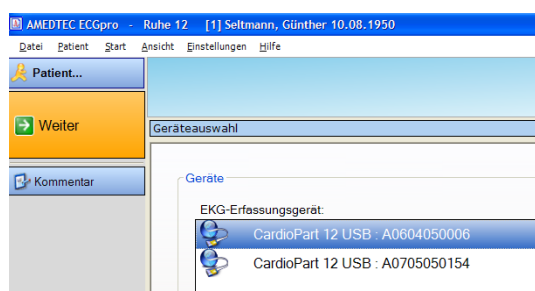 AMEDTEC ECGpro - Ruhe 12 [1] Seltmann, Günther 10.08.1950
Datei Patient Start Ansicht Einstellungen Hilfe
Patient...
Weiter
Geräteauswahl
Kommentar
Geräte
EKG-Erfassungsgerät:
CardioPart 12 USB : A0604050006
CardioPart 12 USB : A0705050154